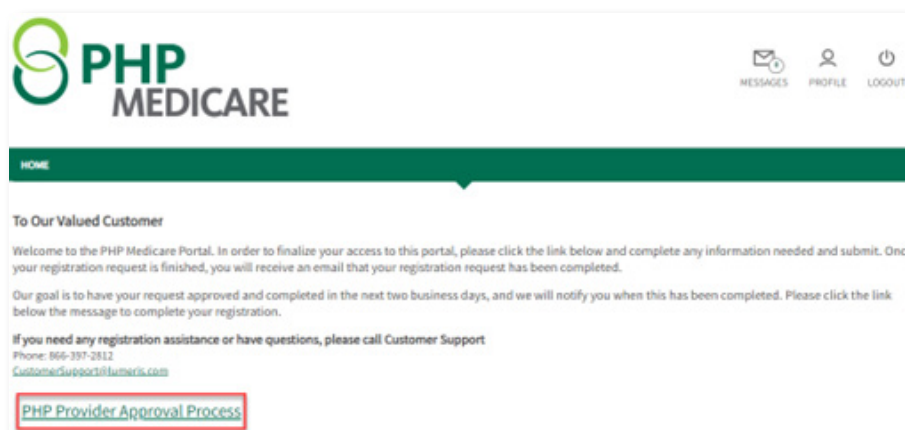 PHP
MEDICARE
MESSAGES PROFILE LOGOUT
HOME
To Our Valued Customer
Welcome to the PHP Medicare Portal. In order to finalize your access to this portal, please click the link below and complete any information needed and submit. Onc
your registration request is finished, you will receive an email that your registration request has been completed.
Our goal is to have your request approved and completed in the next two business days, and we will notify you when this has been completed. Please click the link
below the message to complete your registration.
If you need any registration assistance or have questions, please call Customer Support
Phone: 866-397-2812
CustomerSupport@lumeris.com
PHP Provider Approval Process